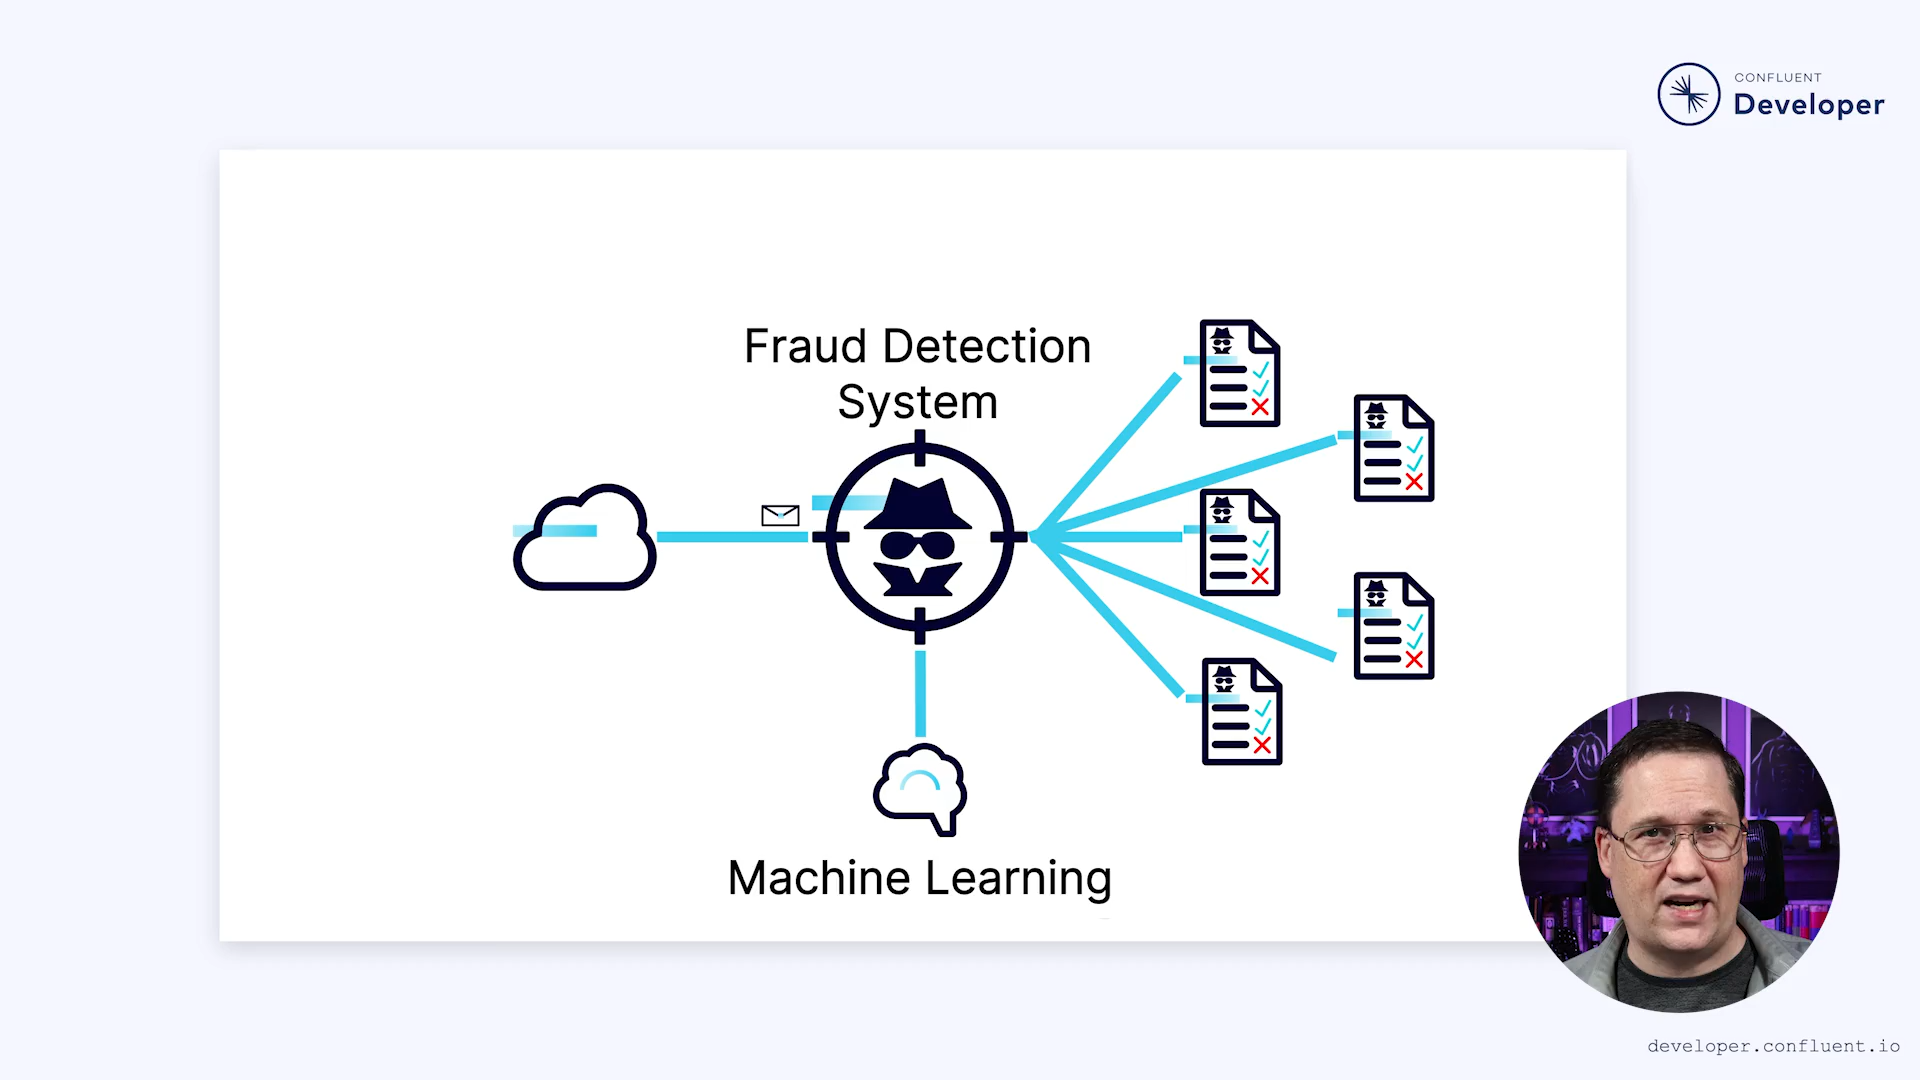 CONFLUENT
Developer
Fraud Detection
System
Machine Learning
developer.confluent.io